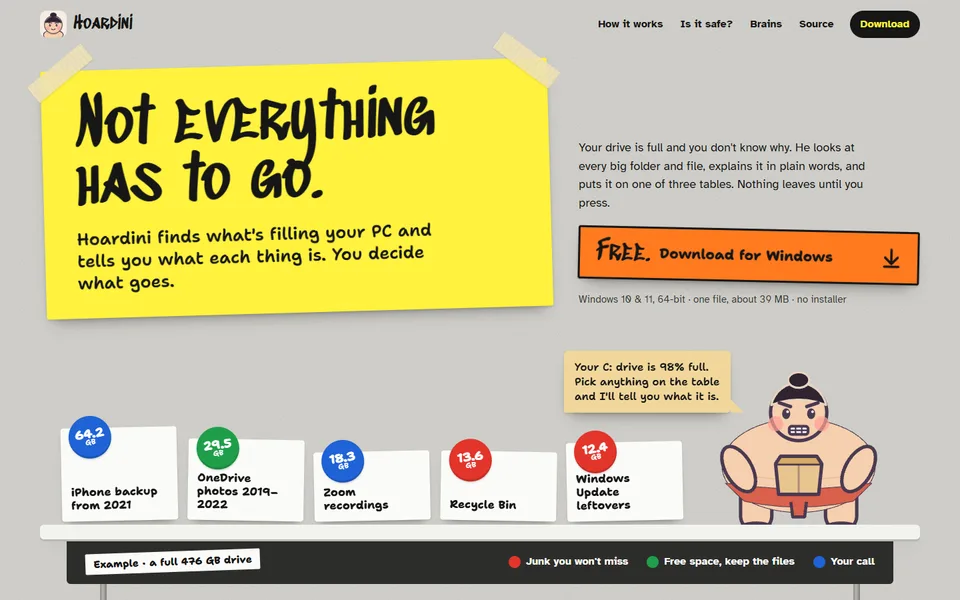 Hoardini
How it works
Is it safe?
Brains
Source
Download
Not everything
has to go.
Hoardini finds what's filling your PC and
tells you what each thing is. You decide
what goes.
Your drive is full and you don't know why. He looks at
every big folder and file, explains it in plain words, and
puts it on one of three tables. Nothing leaves until you
press.
Free. Download for Windows
Windows 10 & 11, 64-bit · one file, about 39 MB · no installer
Your C: drive is 98% full.
Pick anything on the table
and I'll tell you what it is.
64.2
GB
iPhone backup
from 2021
29.5
GB
OneDrive
photos 2019–
2022
18.3
GB
Zoom
recordings
13.6
GB
Recycle Bin
12.4
GB
Windows
Update
leftovers
Example · a full 476 GB drive
Junk you won't miss
Free space, keep the files
Your call